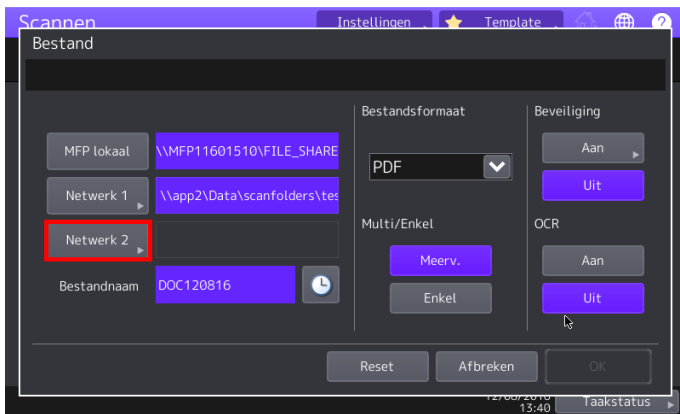 Scannen
Instellingen
Template
?
Bestand
Bestandsformaat
Beveiliging
MFP lokaal
\\MFP11601510\FILE_SHARE
Aan
PDF
Netwerk 1
\\app2\Data\scanfolders\tes
Uit
Multi/Enkel
OCR
Netwerk 2
Meerv.
Aan
Bestandnaam
DOC120816
Enkel
Uit
Reset
Afbreken
OK
13:40
Taakstatus